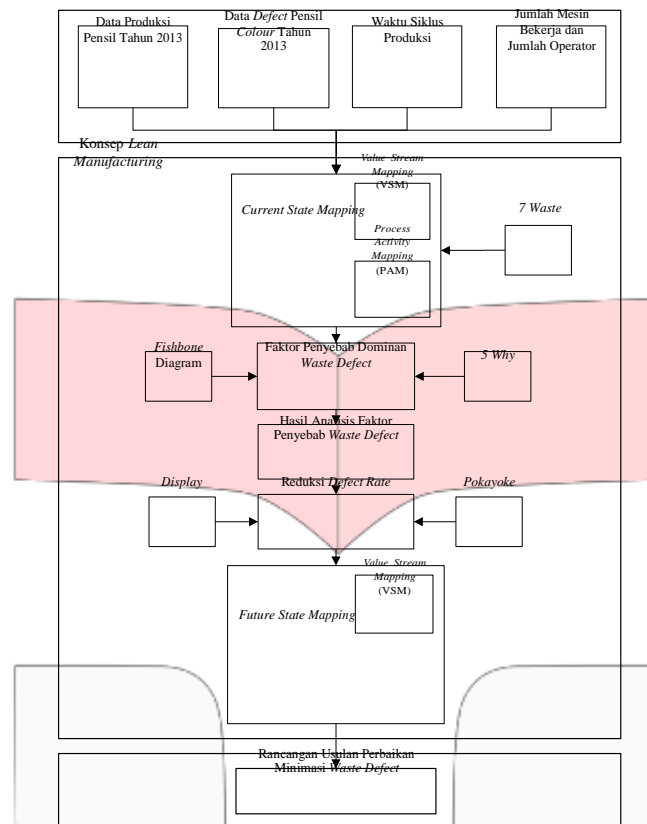 Data Produksi
Pensil Tahun 2013
Data Defect Pensil
Colour Tahun
2013
Waktu Siklus
Produksi
Jumlah Mesin
Bekerja dan
Jumlah Operator
Konsep Lean
Manufacturing
Value Stream
Mapping
(VSM)
Current State Mapping
Process
Activity
Mapping
(PAM)
7 Waste
Fishbone
Diagram
Faktor Penyebab Dominan
Waste Defect
5 Why
Hasil Analisis Faktor
Penyebab Waste Defect
Display
Reduksi Defect Rate
Pokayoke
Value Stream
Mapping
(VSM)
Future State Mapping
Rancangan Usulan Perbaikan
Minimasi Waste Defect